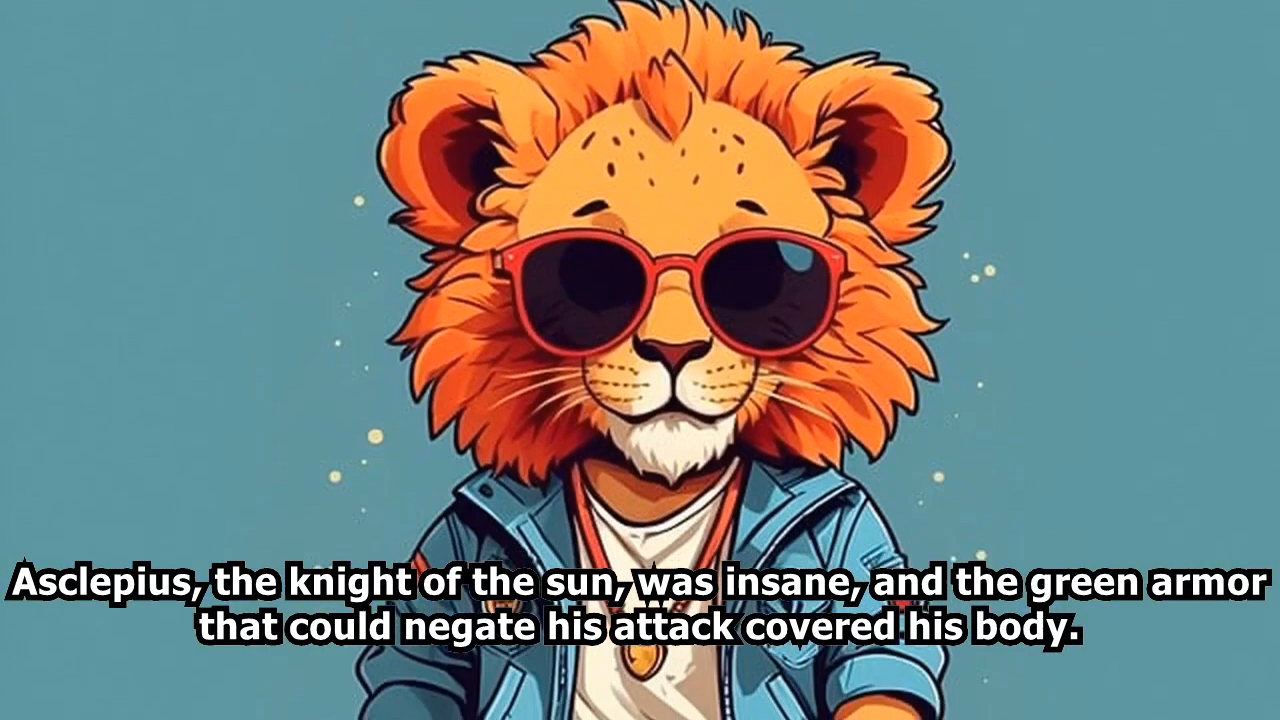 Asclepius, the knight of the sun, was insane, and the green armor
that could negate his attack covered his body.